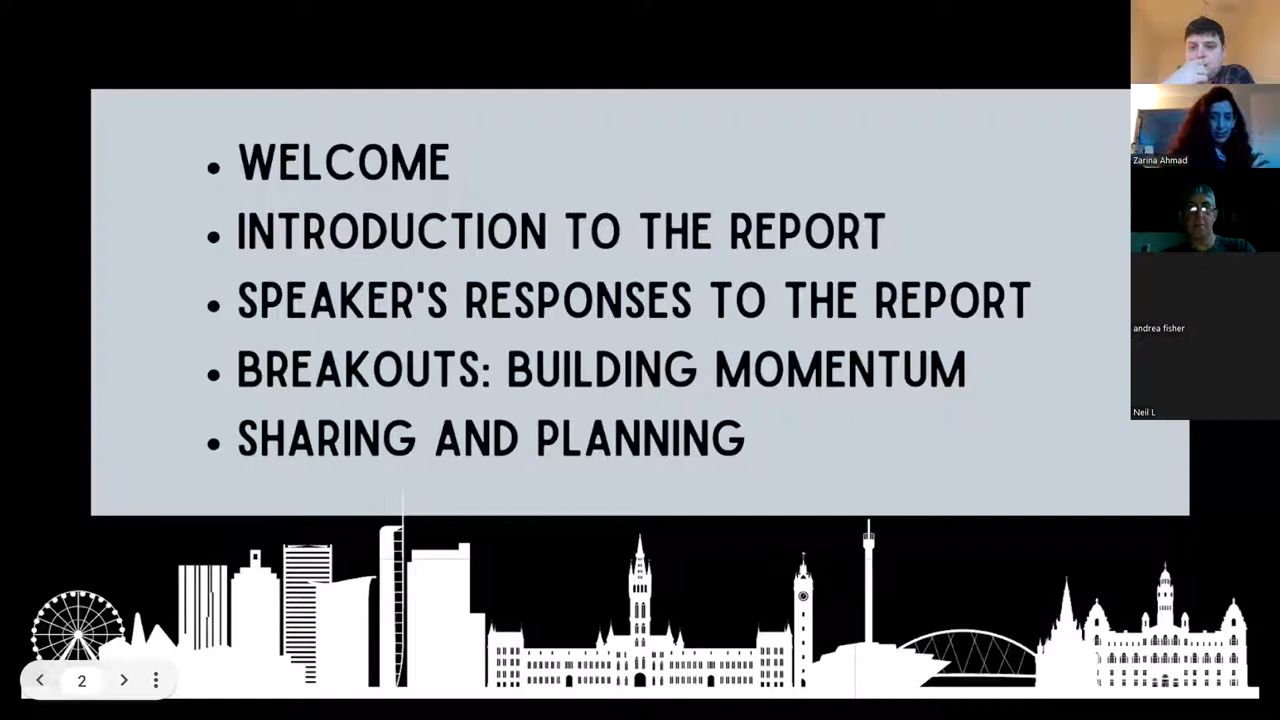 • WELCOME
• INTRODUCTION TO THE REPORT
• SPEAKER'S RESPONSES TO THE REPORT
• BREAKOUTS: BUILDING MOMENTUM
• SHARING AND PLANNING
Zarina Ahmad
andrea fisher
Neil L
2